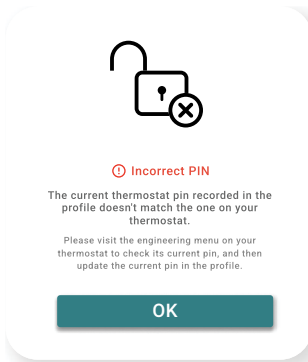 Incorrect PIN
The current thermostat pin recorded in the
profile doesn't match the one on your
thermostat.
Please visit the engineering menu on your
thermostat to check its current pin, and then
update the current pin in the profile.
OK